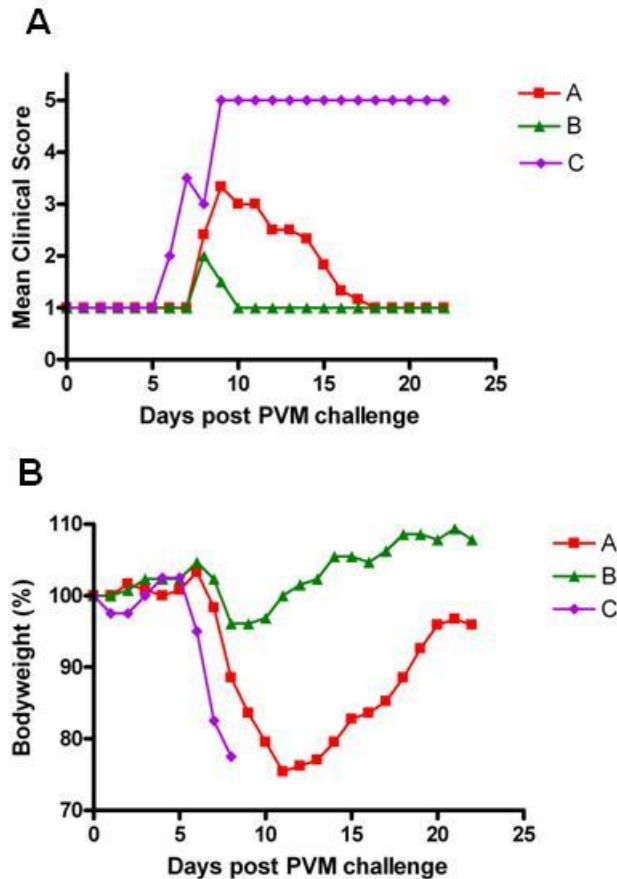 A
Mean Clinical Score
5
4
3
2
1
0
0 5 10 15 20 25
Days post PVM challenge
A
B
C
B
Bodyweight (%)
110
100
90
80
70
0 5 10 15 20 25
Days post PVM challenge
A
B
C